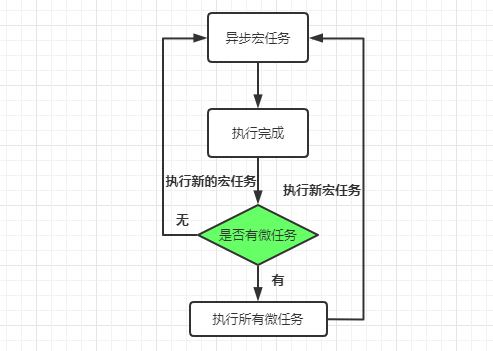 异步宏任务
执行完成
执行新的宏任务
执行新宏任务
无
是否有微任务
有
执行所有微任务